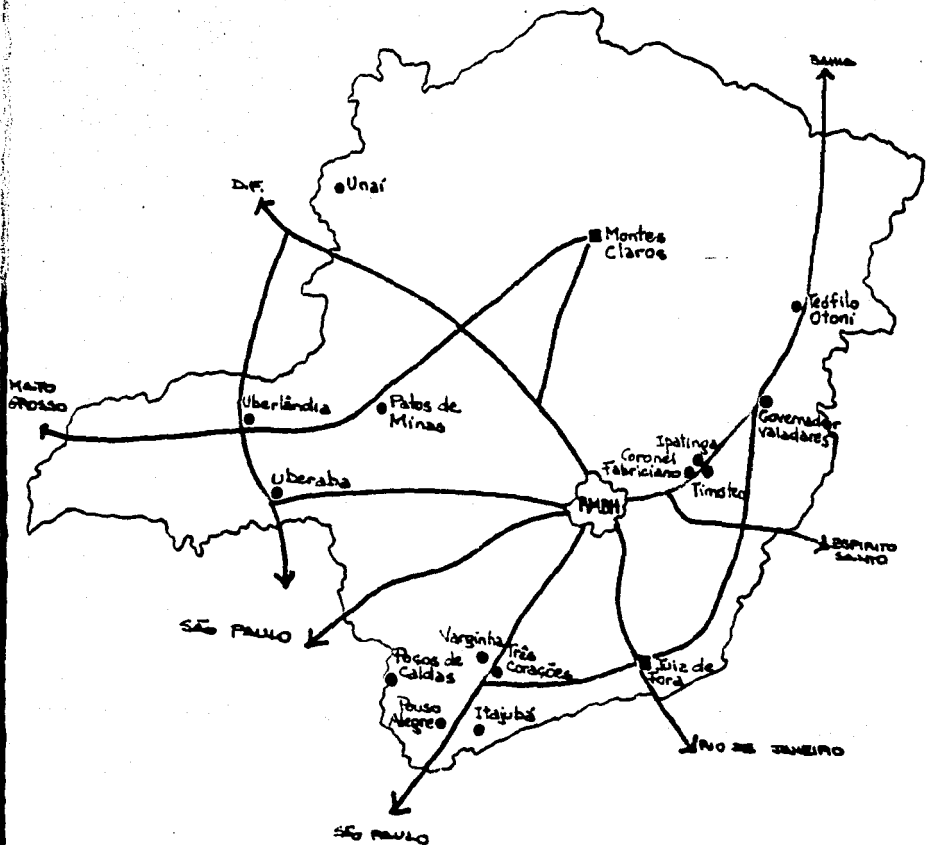 BAHIA
D.F.
Unaí
Montes
Claros
Teófilo
Otoni
MATO
GROSSO
Uberlândia
Patos de
Minas
Governador
Valadares
Ipatinga
Coronel
Fabriciano
Timoteo
Uberaba
RMBH
ESPIRITO
SANTO
SÃO PAULO
Varginha
Três
Corações
Poços de
Caldas
Juiz de
Fora
Pouso
Alegre
Itajubá
RIO DE JANEIRO
SÃO PAULO